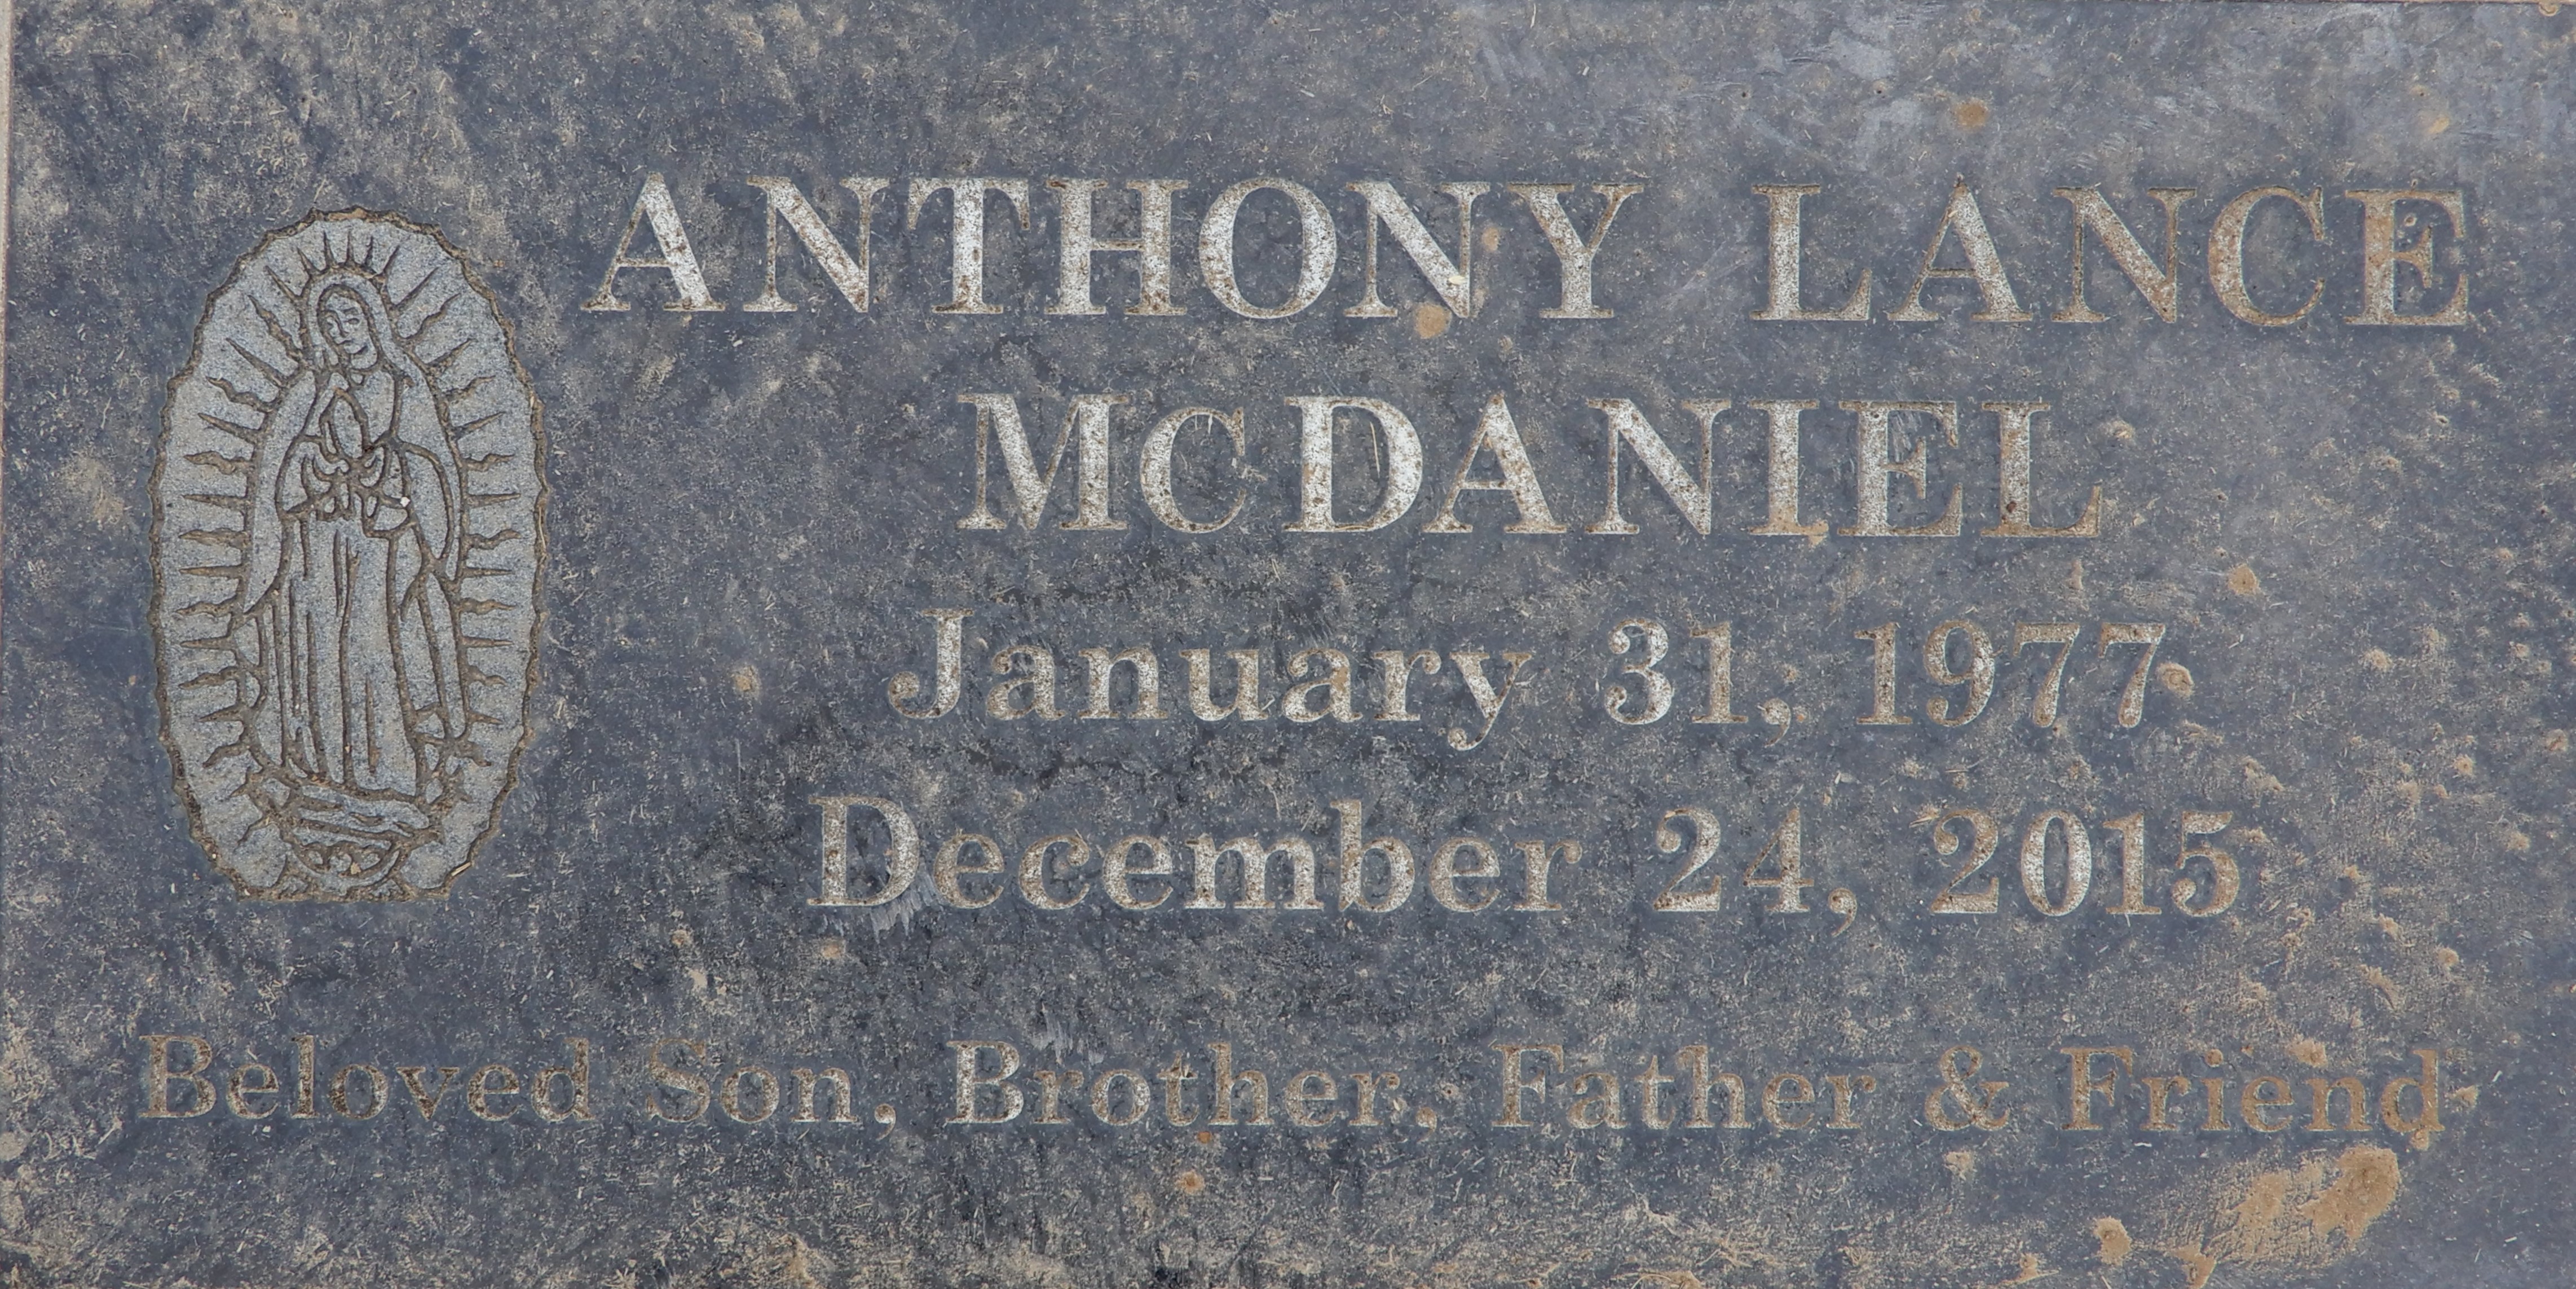 ANTHONY LANCE
MCDANIEL
January 31, 1977
December 24, 2015
Beloved Son, Brother, Father & Friend